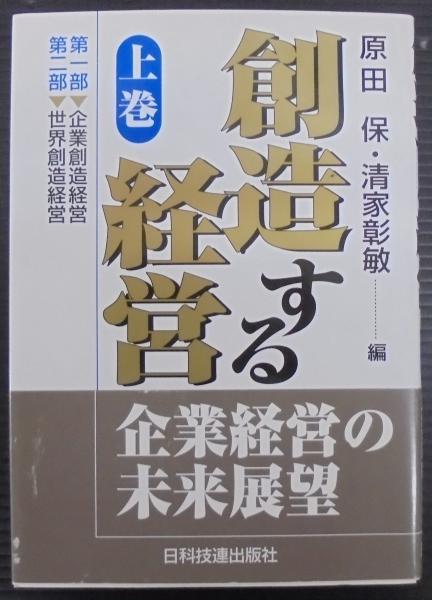 原田 保・清家彰敏………編
創造する
経営
上巻
第一部▼企業創造経営
第二部▼世界創造経営
企業経営の
未来展望
日科技連出版社